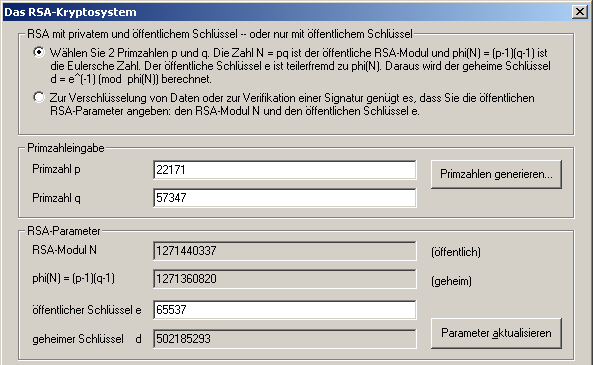 Das RSA-Kryptosystem
RSA mit privatem und öffentlichem Schlüssel -- oder nur mit öffentlichem Schlüssel
Wählen Sie 2 Primzahlen p und q. Die Zahl N = pq ist der öffentliche RSA-Modul und phi(N) = (p-1)(q-1) ist
die Eulersche Zahl. Der öffentliche Schlüssel e ist teilerfremd zu phi(N). Daraus wird der geheime Schlüssel
d = e^(-1) (mod phi(N)) berechnet.
Zur Verschlüsselung von Daten oder zur Verifikation einer Signatur genügt es, dass Sie die öffentlichen
RSA-Parameter angeben: den RSA-Modul N und den öffentlichen Schlüssel e.
Primzahleingabe
Primzahl p 22171 Primzahlen generieren...
Primzahl q 57347
RSA-Parameter
RSA-Modul N 1271440337 (öffentlich)
phi(N) = (p-1)(q-1) 1271360820 (geheim)
öffentlicher Schlüssel e 65537
geheimer Schlüssel d 502185293 Parameter aktualisieren